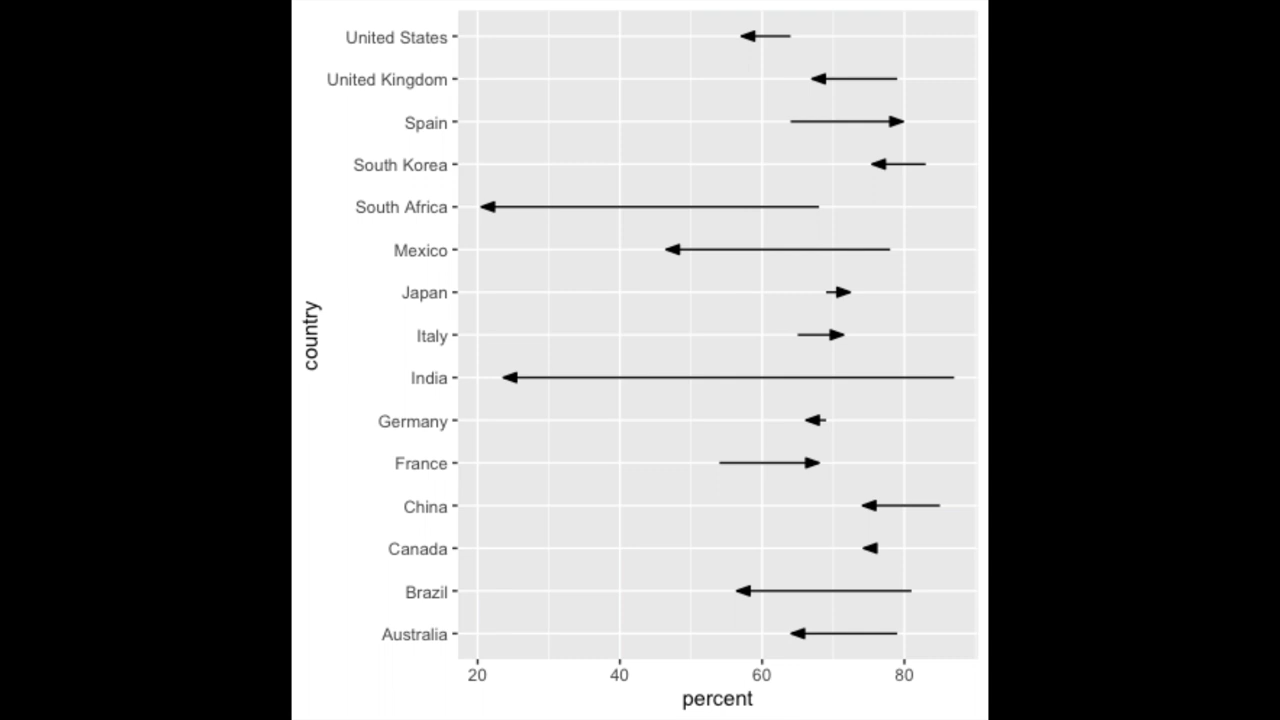 United States
United Kingdom
Spain
South Korea
South Africa
Mexico
Japan
Italy
India
Germany
France
China
Canada
Brazil
Australia
country
20 40 60 80
percent